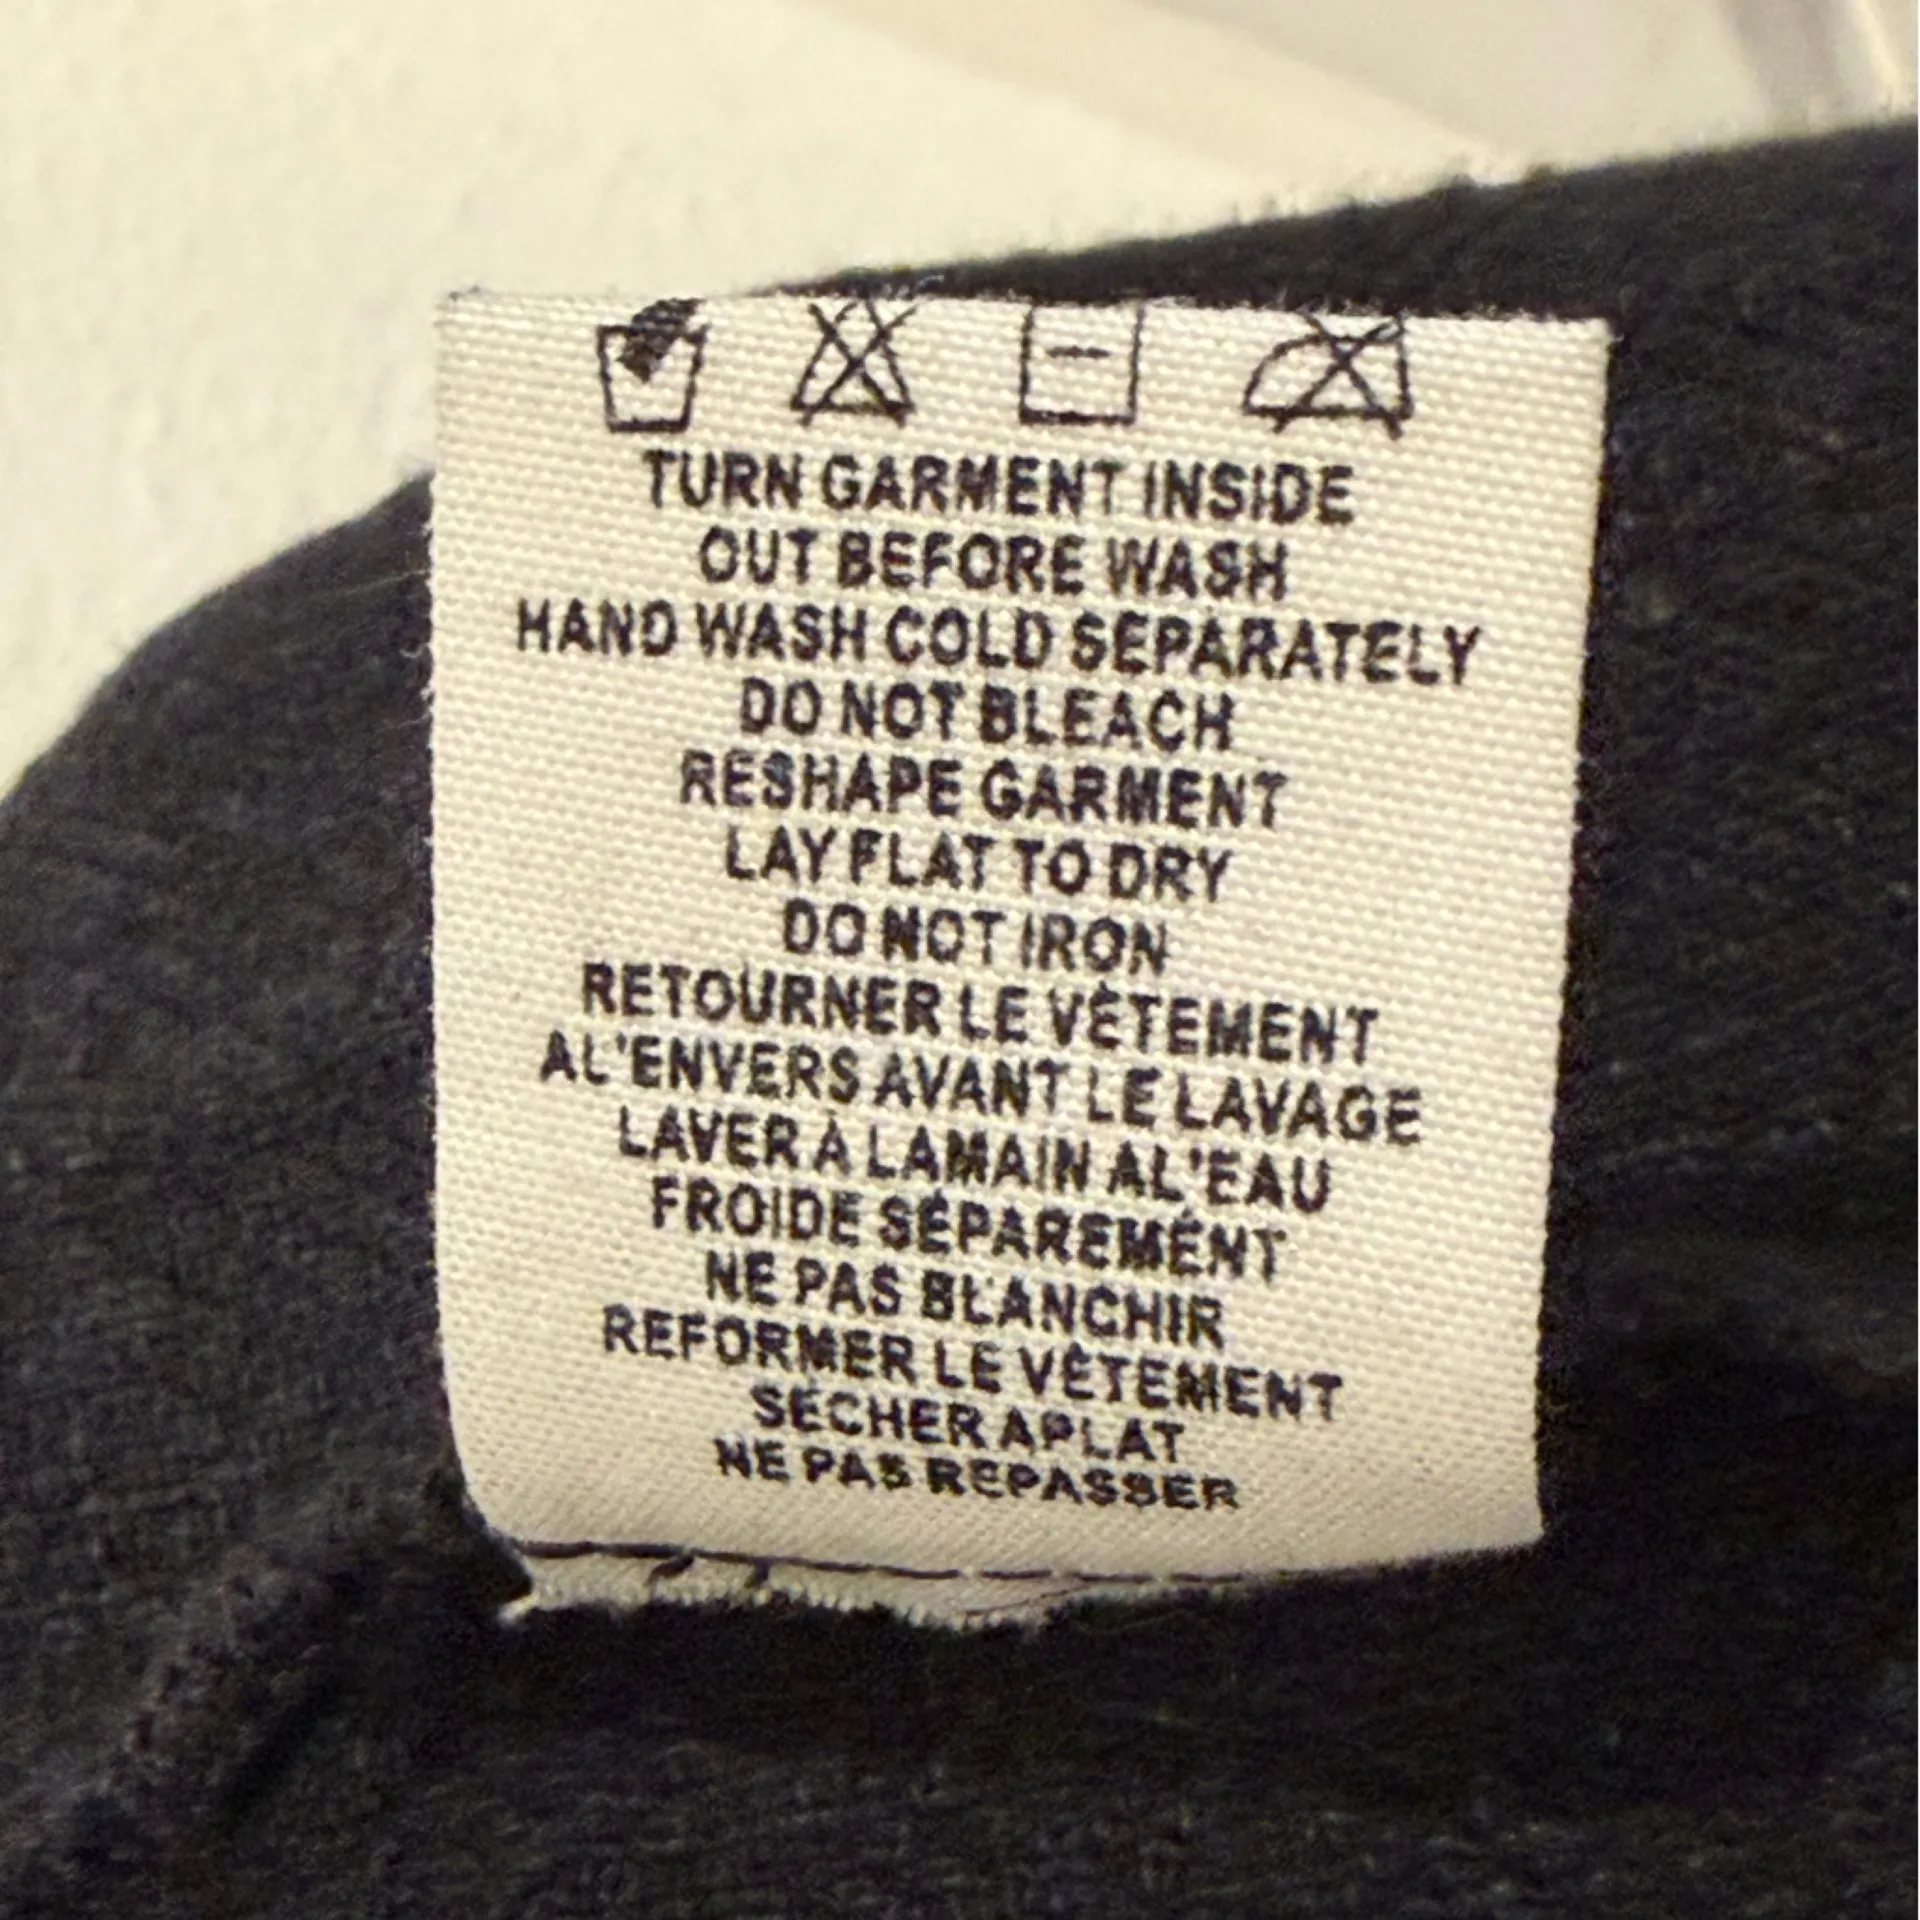 TURN GARMENT INSIDE
OUT BEFORE WASH
HAND WASH COLD SEPARATELY
DO NOT BLEACH
RESHAPE GARMENT
LAY FLAT TO DRY
DO NOT IRON
RETOURNER LE VÊTEMENT
AL'ENVERS AVANT LE LAVAGE
LAVER À LAMAIN AL'EAU
FROIDE SÉPAREMÉNT
NE PAS BLANCHIR
REFORMER LE VÊTEMENT
SÉCHER APLAT
NE PAS REPASSER